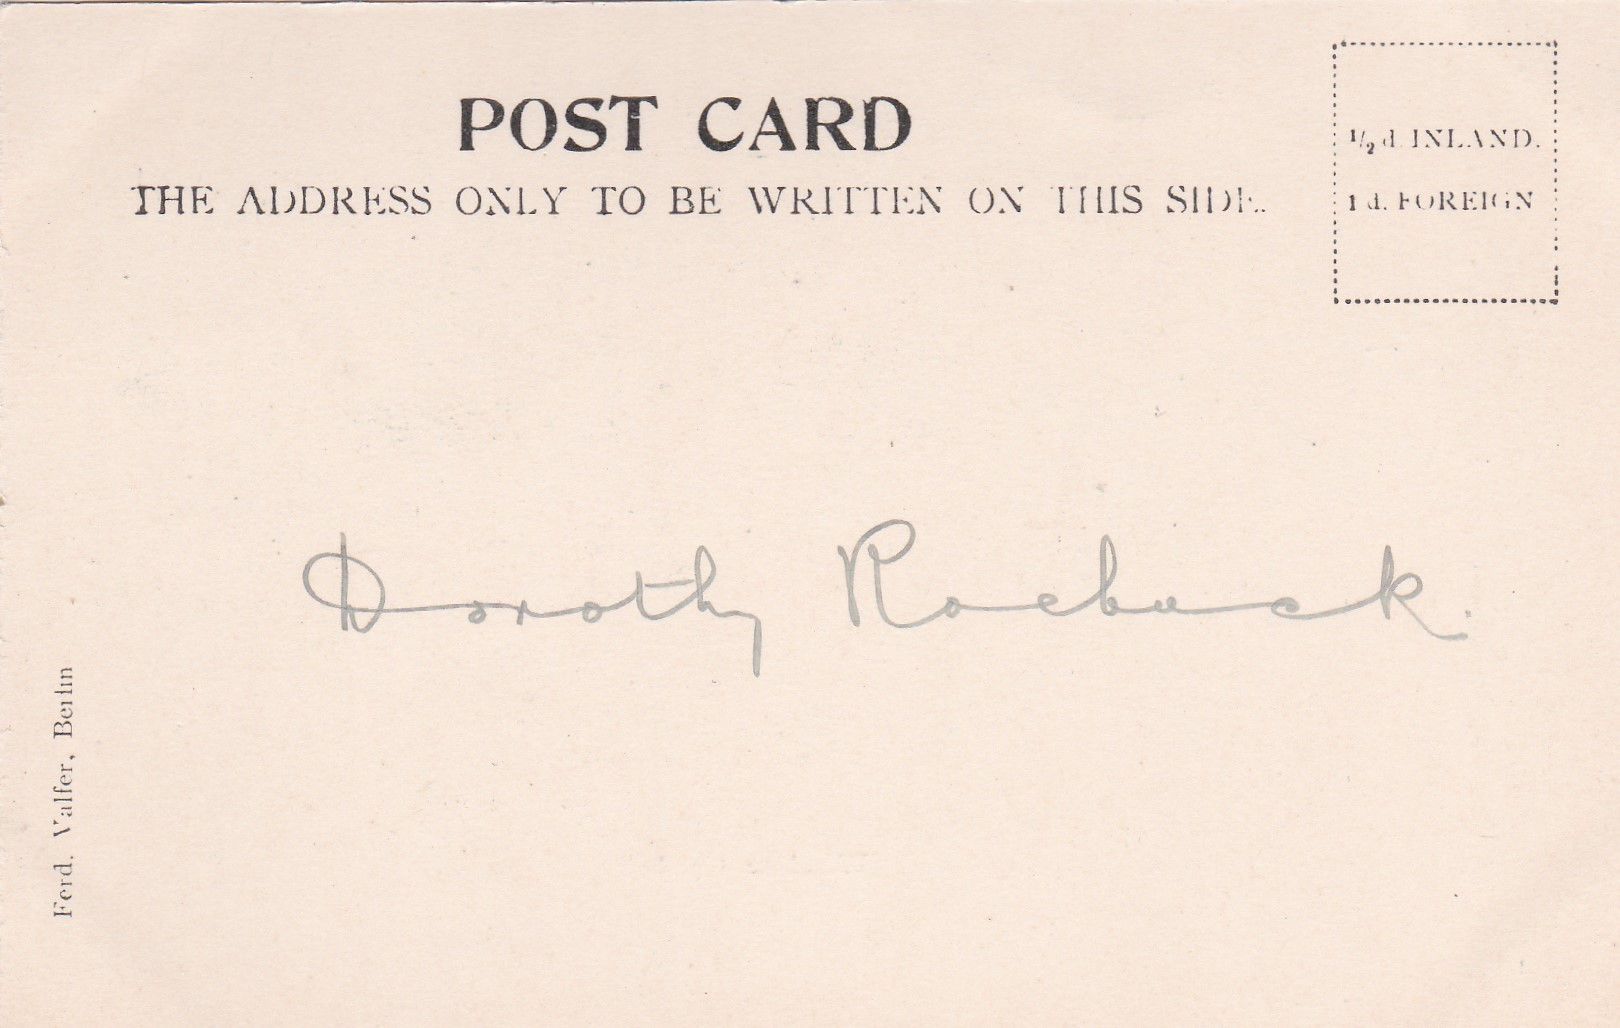 POST CARD
THE ADDRESS ONLY TO BE WRITTEN ON THIS SIDE.
1/2 d. INLAND.
1 d. FOREIGN
Dorothy Roebuck.
Ferd. Valfer, Berlin